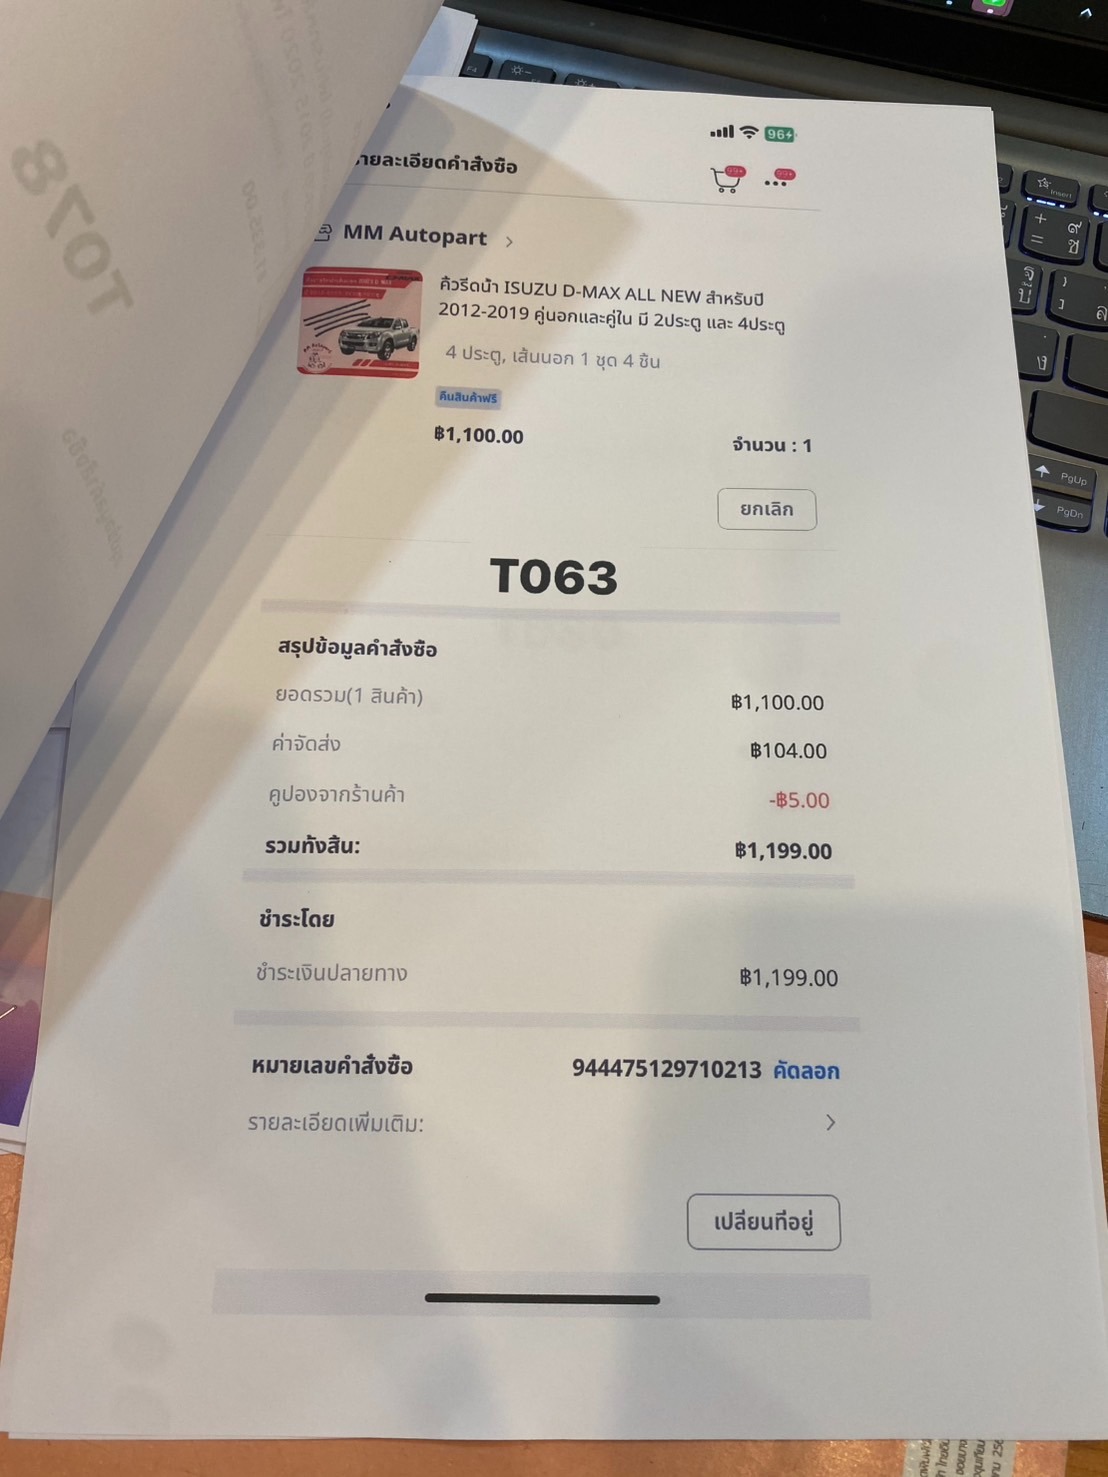 96
รายละเอียดคำสั่งซื้อ
99+
99+
MM Autopart >
คิ้วรีดน้ำ ISUZU D-MAX ALL NEW สำหรับปี
2012-2019 คู่นอกและคู่ใน มี 2ประตู และ 4ประตู
4 ประตู, เส้นนอก 1 ชุด 4 ชิ้น
คืนสินค้าฟรี
฿1,100.00
จำนวน : 1
ยกเลิก
T063
สรุปข้อมูลคำสั่งซื้อ
ยอดรวม(1 สินค้า) ฿1,100.00
ค่าจัดส่ง ฿104.00
คูปองจากร้านค้า -฿5.00
รวมทั้งสิ้น: ฿1,199.00
ชำระโดย
ชำระเงินปลายทาง ฿1,199.00
หมายเลขคำสั่งซื้อ 944475129710213 คัดลอก
รายละเอียดเพิ่มเติม: >
เปลี่ยนที่อยู่
T078
Insert
PgUp
PgDn